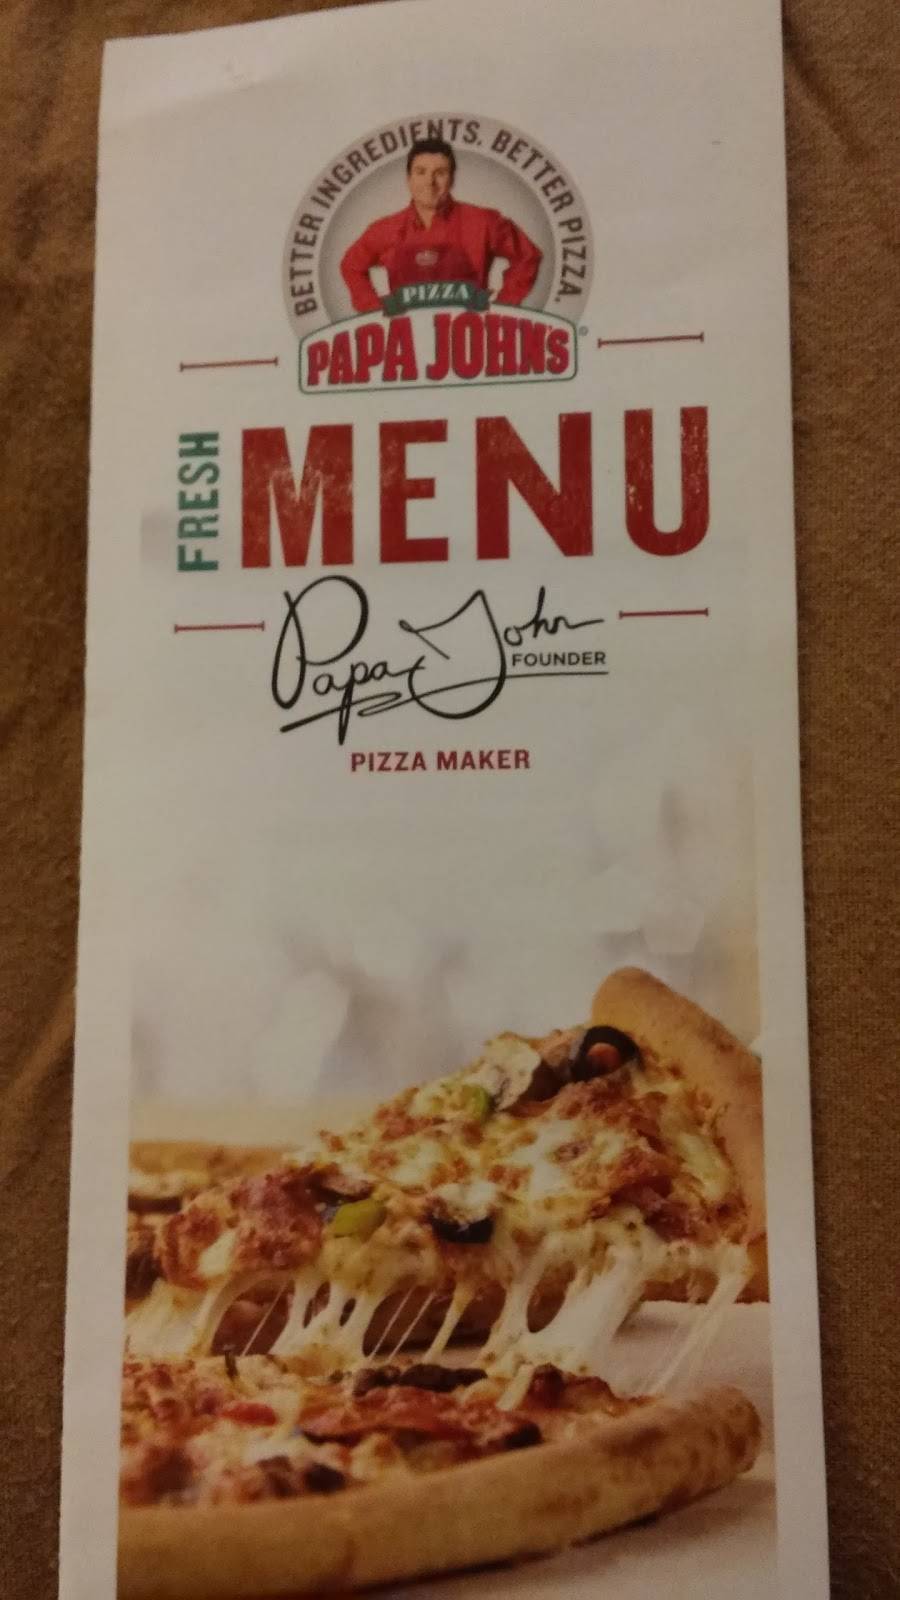 BETTER INGREDIENTS. BETTER PIZZA.
PIZZA
PAPA JOHN'S®
FRESH
MENU
Papa John
FOUNDER
PIZZA MAKER